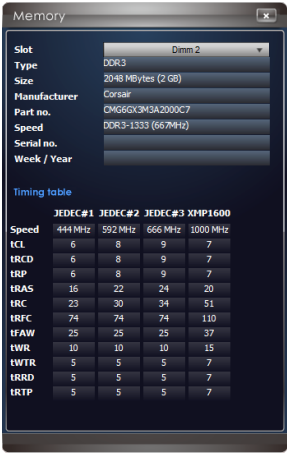 Memory
Slot Dimm 2
Type DDR3
Size 2048 MBytes (2 GB)
Manufacturer Corsair
Part no. CMG6GX3M3A2000C7
Speed DDR3-1333 (667MHz)
Serial no.
Week / Year
Timing table
JEDEC#1 JEDEC#2 JEDEC#3 XMP1600
Speed 444 MHz 592 MHz 666 MHz 1000 MHz
tCL 6 8 9 7
tRCD 6 8 9 7
tRP 6 8 9 7
tRAS 16 22 24 20
tRC 23 30 34 51
tRFC 74 74 74 110
tFAW 25 25 25 37
tWR 10 10 10 15
tWTR 5 5 5 7
tRRD 5 5 5 7
tRTP 5 5 5 7